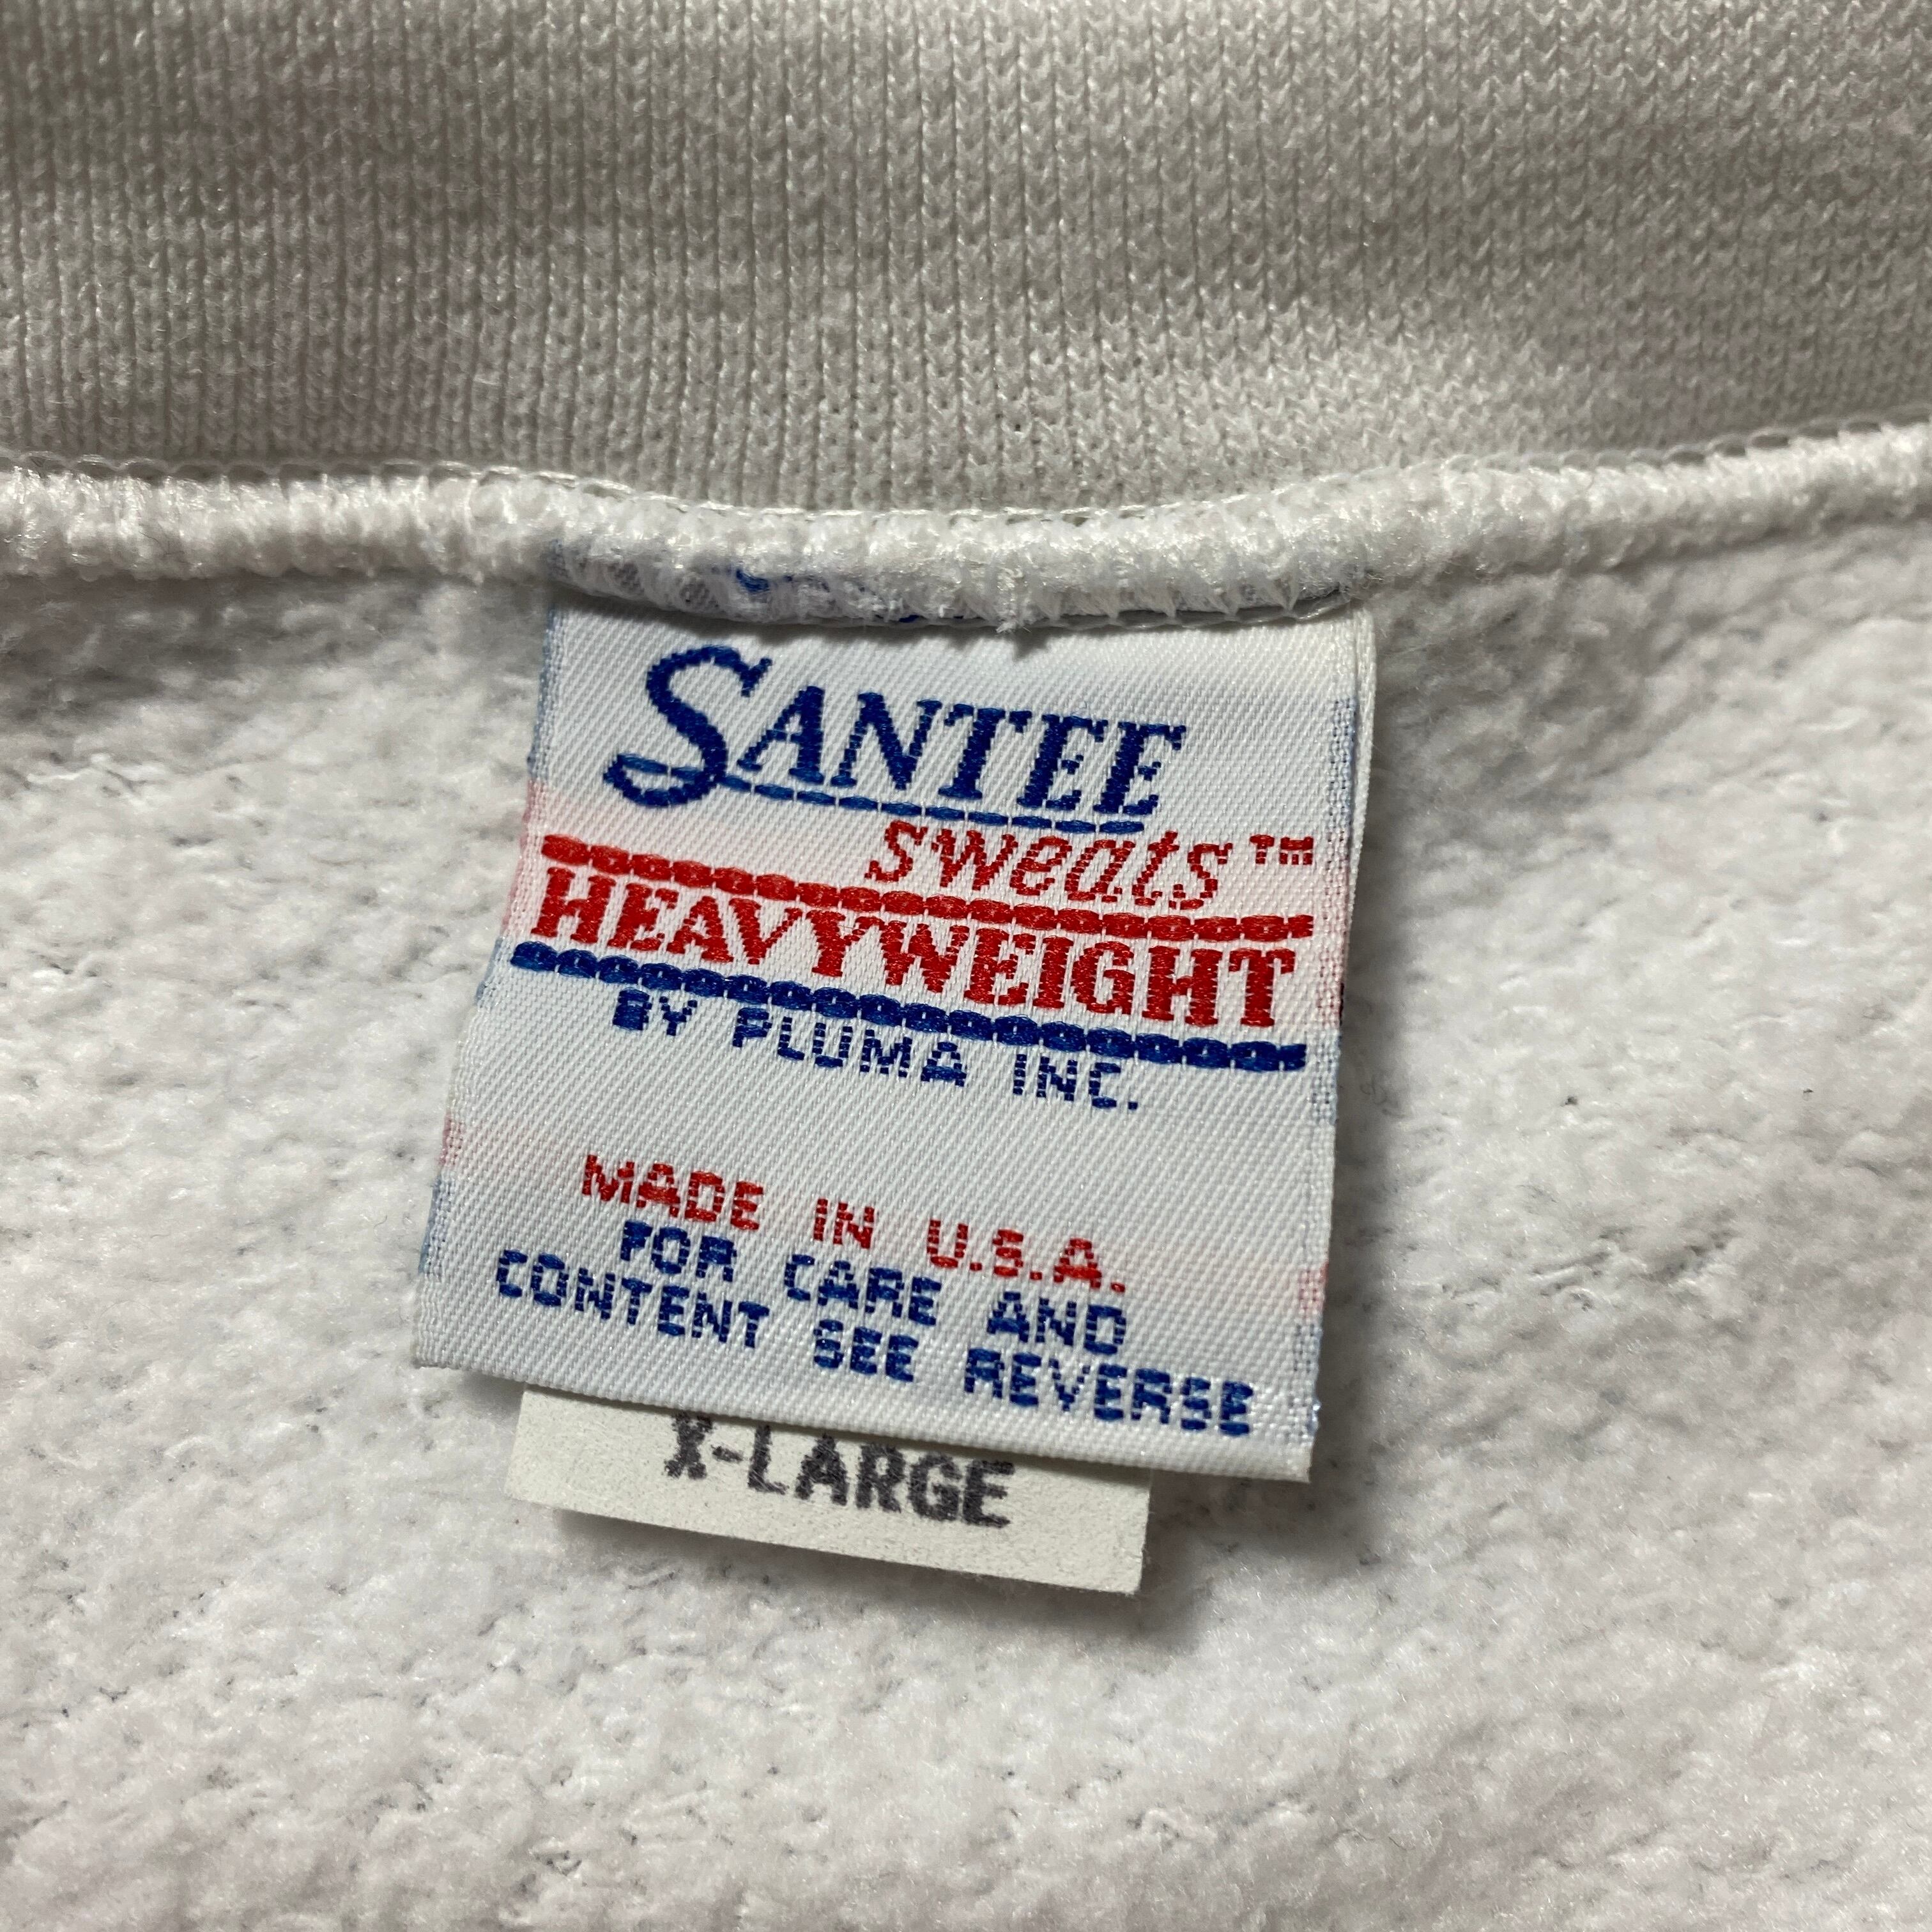 SANTEE
sweats™
HEAVYWEIGHT
BY PLUMA INC.
MADE IN U.S.A.
FOR CARE AND
CONTENT SEE REVERSE
X-LARGE